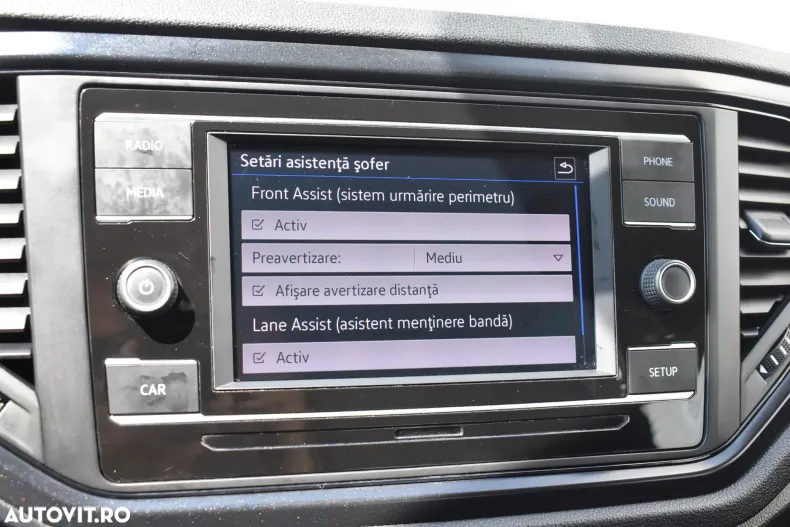 RADIO
MEDIA
CAR
Setări asistenţă şofer
Front Assist (sistem urmărire perimetru)
Activ
Preavertizare: Mediu
Afişare avertizare distanţă
Lane Assist (asistent menţinere bandă)
Activ
PHONE
SOUND
SETUP
AUTOVIT.RO